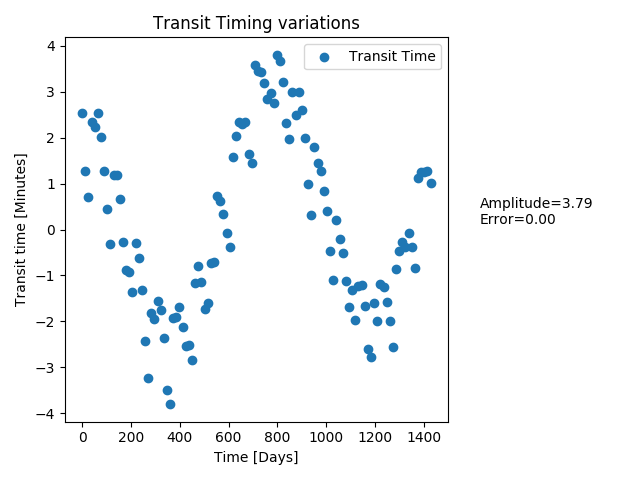 Transit Timing variations
Transit Time
Transit time [Minutes]
4
3
2
1
0
−1
−2
−3
−4
0 200 400 600 800 1000 1200 1400
Time [Days]
Amplitude=3.79
Error=0.00